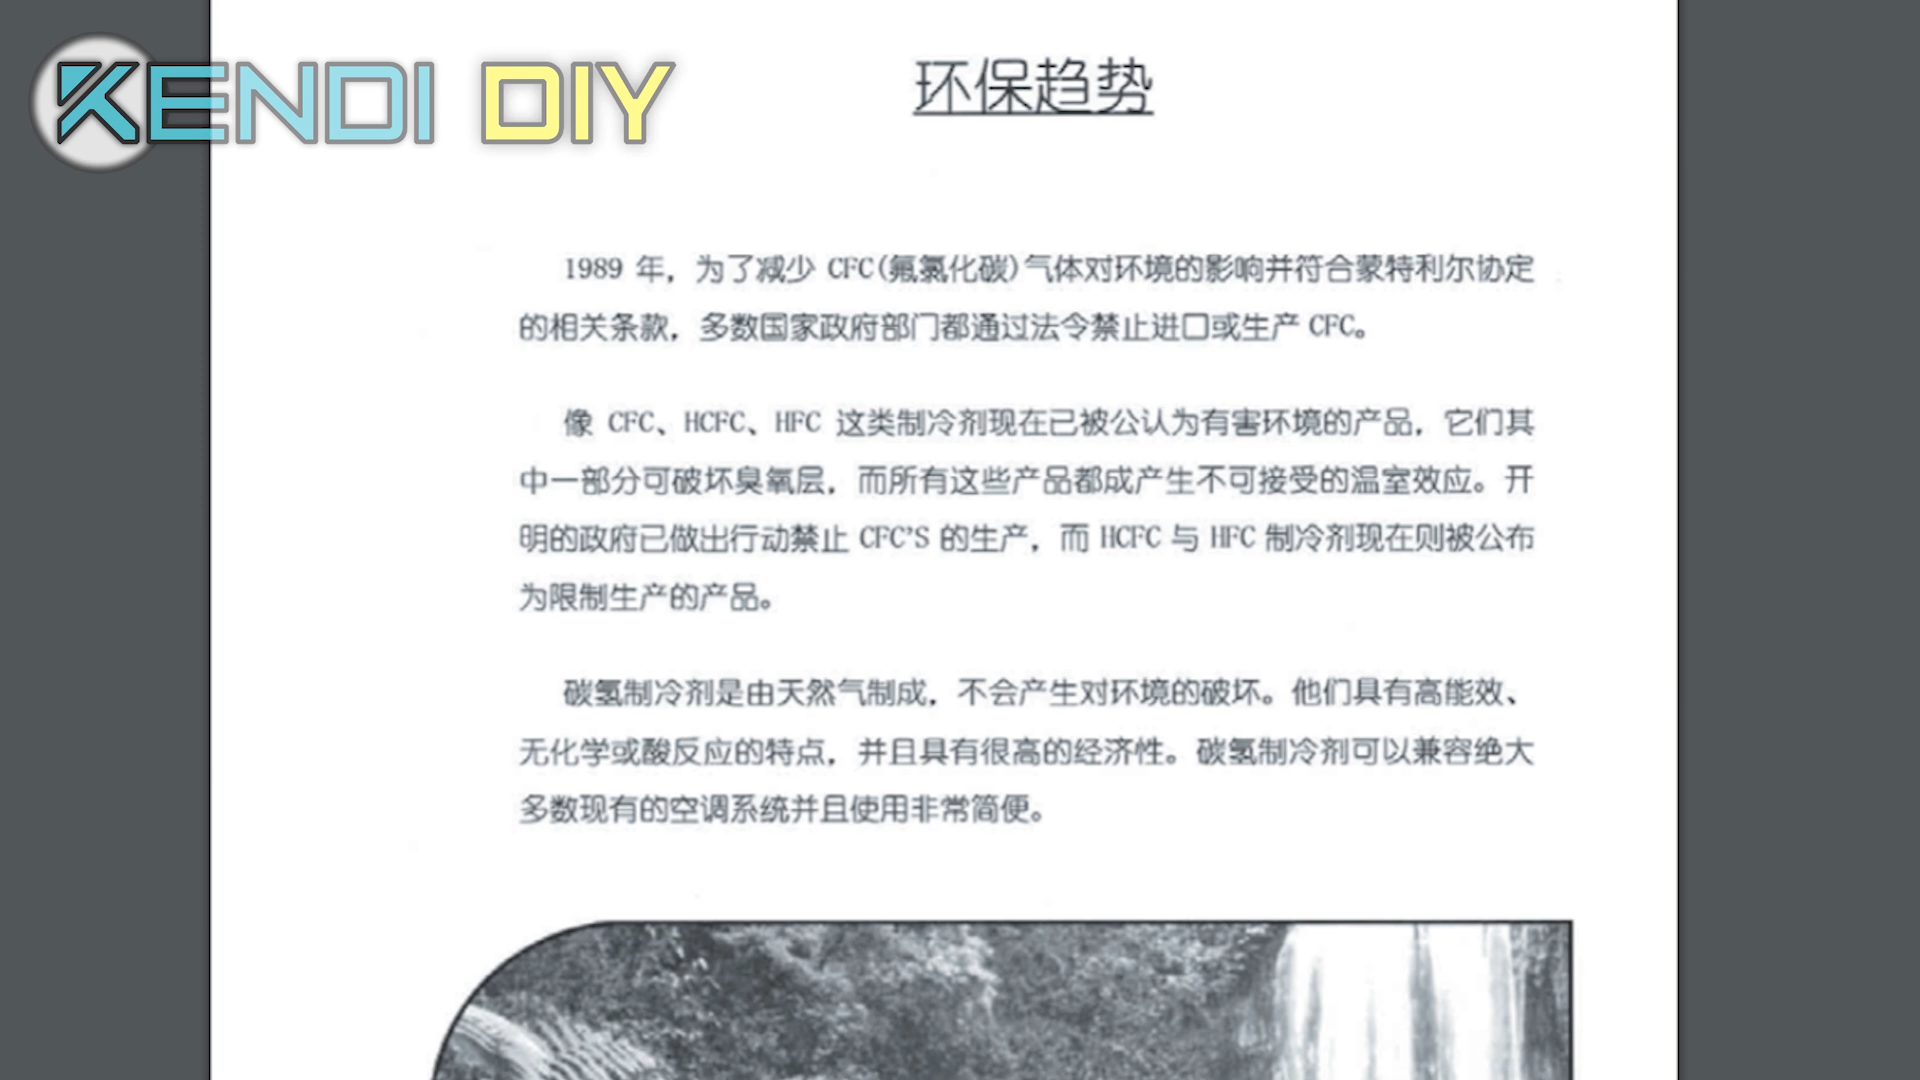 KENDI DIY
环保趋势
1989 年，为了减少 CFC(氟氯化碳)气体对环境的影响并符合蒙特利尔协定
的相关条款，多数国家政府部门都通过法令禁止进口或生产 CFC。
像 CFC、HCFC、HFC 这类制冷剂现在已被公认为有害环境的产品，它们其
中一部分可破坏臭氧层，而所有这些产品都成产生不可接受的温室效应。开
明的政府已做出行动禁止 CFC’S 的生产，而 HCFC 与 HFC 制冷剂现在则被公布
为限制生产的产品。
碳氢制冷剂是由天然气制成，不会产生对环境的破坏。他们具有高能效、
无化学或酸反应的特点，并且具有很高的经济性。碳氢制冷剂可以兼容绝大
多数现有的空调系统并且使用非常简便。